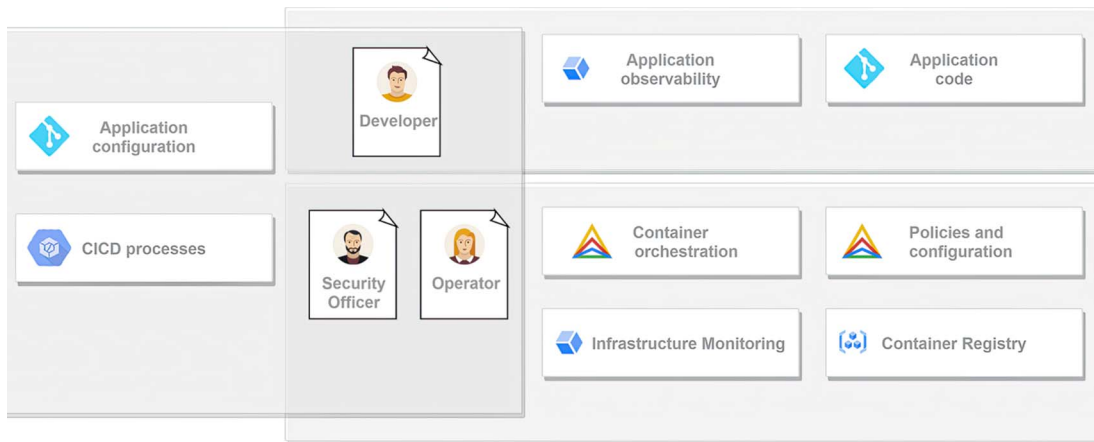 Developer
Application
observability
Application
code
Application
configuration
CICD processes
Security
Officer
Operator
Container
orchestration
Policies and
configuration
Infrastructure Monitoring
Container Registry